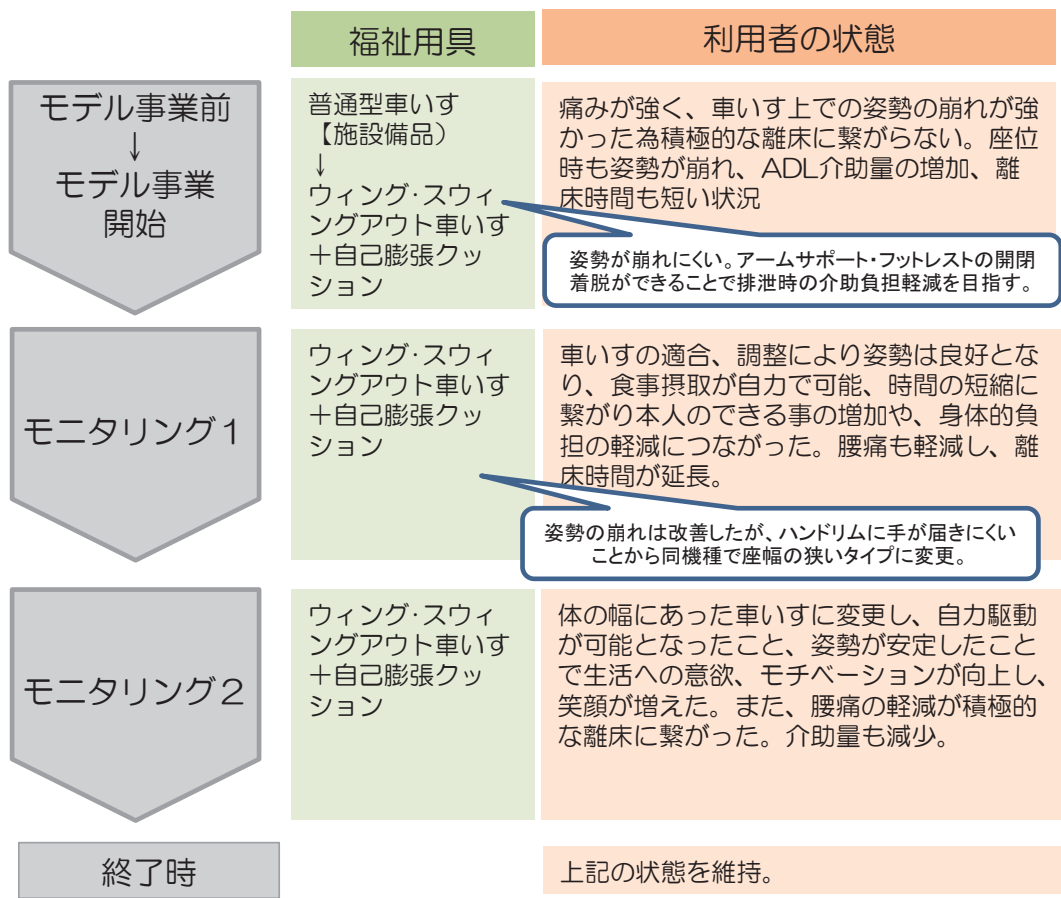 福祉用具
利用者の状態
モデル事業前
↓
モデル事業
開始
普通型車いす
【施設備品）
↓
ウィング・スウィ
ングアウト車いす
＋自己膨張クッ
ション
痛みが強く、車いす上での姿勢の崩れが強
かった為積極的な離床に繋がらない。座位
時も姿勢が崩れ、ADL介助量の増加、離
床時間も短い状況
姿勢が崩れにくい。アームサポート・フットレストの開閉
着脱ができることで排泄時の介助負担軽減を目指す。
モニタリング１
ウィング・スウィ
ングアウト車いす
＋自己膨張クッ
ション
車いすの適合、調整により姿勢は良好とな
り、食事摂取が自力で可能、時間の短縮に
繋がり本人のできる事の増加や、身体的負
担の軽減につながった。腰痛も軽減し、離
床時間が延長。
姿勢の崩れは改善したが、ハンドリムに手が届きにくい
ことから同機種で座幅の狭いタイプに変更。
モニタリング２
ウィング・スウィ
ングアウト車いす
＋自己膨張クッ
ション
体の幅にあった車いすに変更し、自力駆動
が可能となったこと、姿勢が安定したこと
で生活への意欲、モチベーションが向上し、
笑顔が増えた。また、腰痛の軽減が積極的
な離床に繋がった。介助量も減少。
終了時
上記の状態を維持。